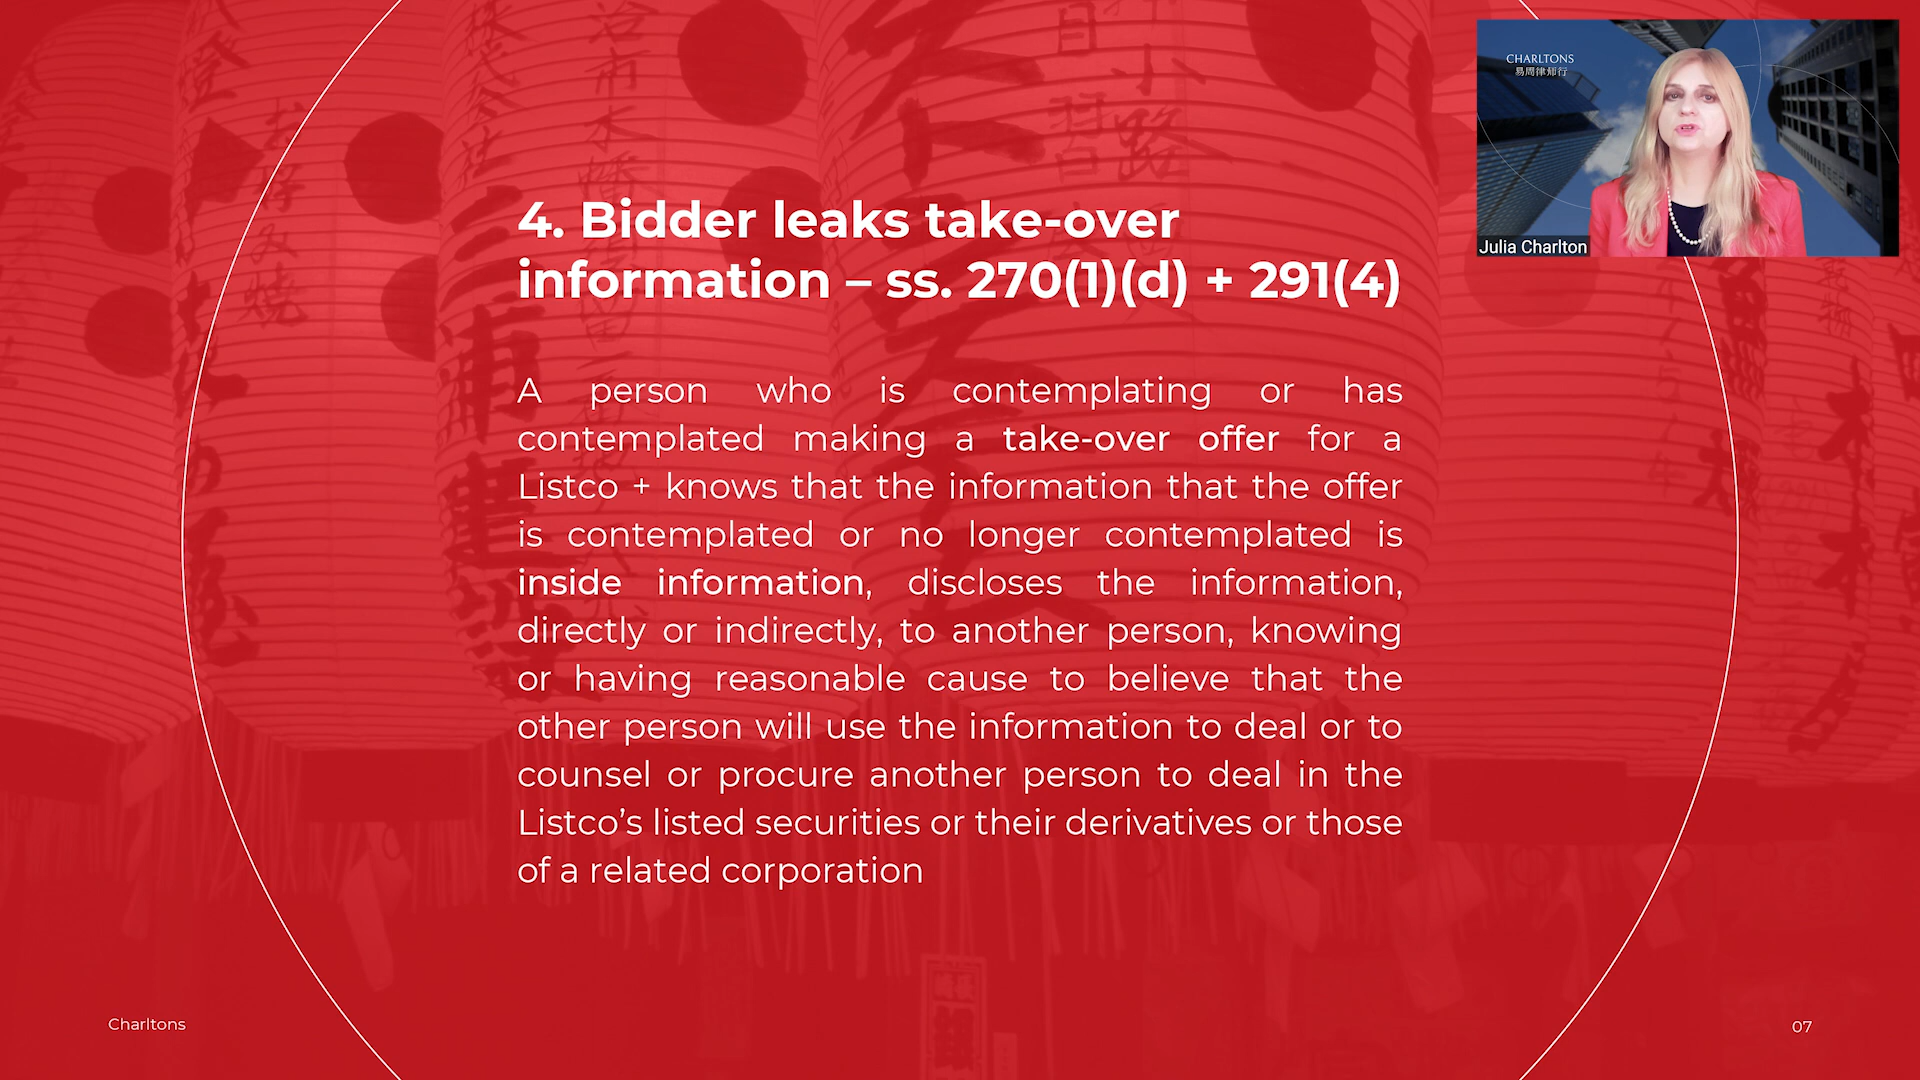 CHARLTONS
易周律师行
Julia Charlton
4. Bidder leaks take-over
information – ss. 270(1)(d) + 291(4)
A person who is contemplating or has
contemplated making a take-over offer for a
Listco + knows that the information that the offer
is contemplated or no longer contemplated is
inside information, discloses the information,
directly or indirectly, to another person, knowing
or having reasonable cause to believe that the
other person will use the information to deal or to
counsel or procure another person to deal in the
Listco’s listed securities or their derivatives or those
of a related corporation
Charltons
07